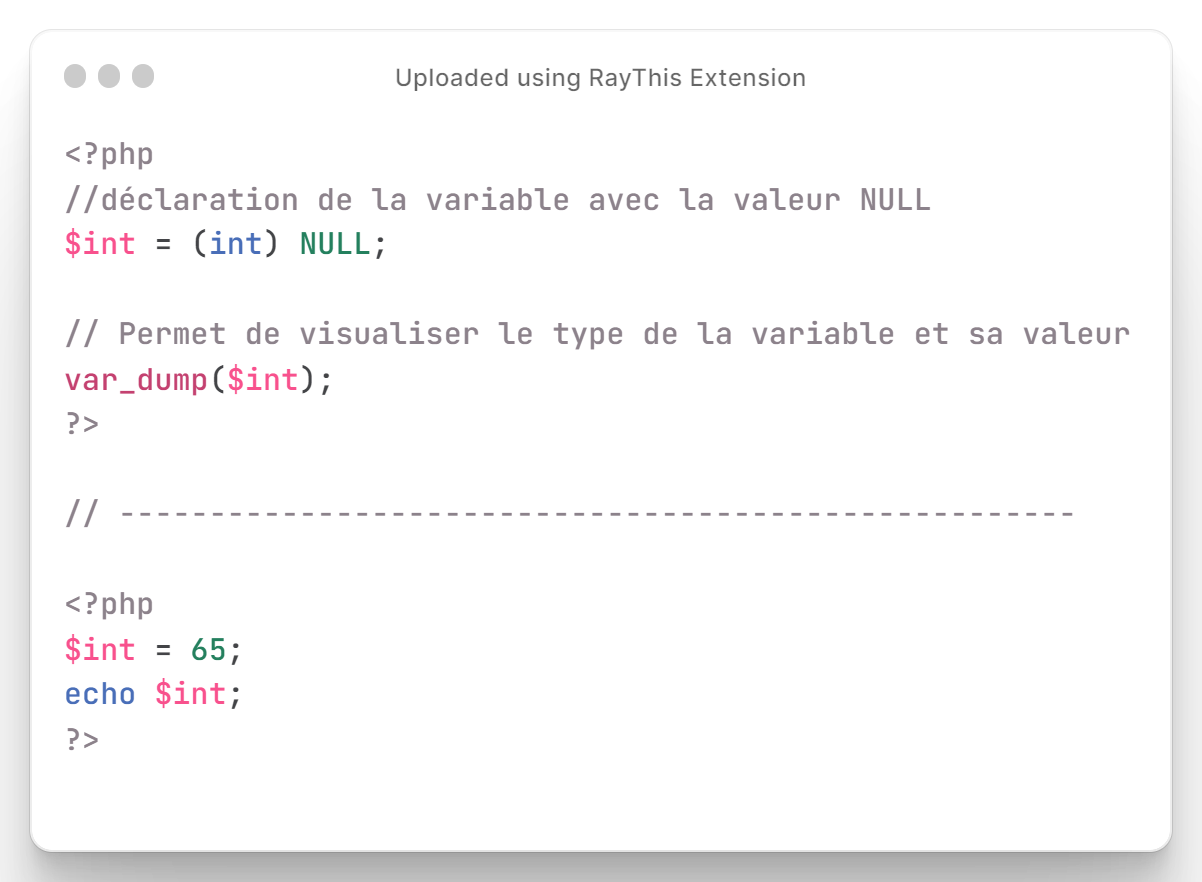 Uploaded using RayThis Extension
<?php
//déclaration de la variable avec la valeur NULL
$int = (int) NULL;
// Permet de visualiser le type de la variable et sa valeur
var_dump($int);
?>
// -----------------------------------------------------
<?php
$int = 65;
echo $int;
?>